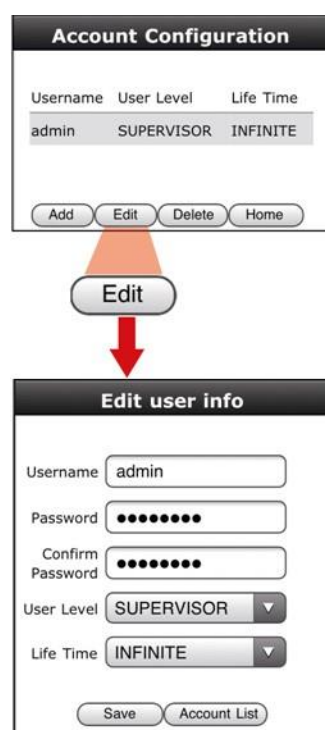 Account Configuration
Username User Level Life Time
admin SUPERVISOR INFINITE
Add Edit Delete Home
Edit
Edit user info
Username admin
Password ●●●●●●●●
Confirm
Password ●●●●●●●●
User Level SUPERVISOR
Life Time INFINITE
Save Account List